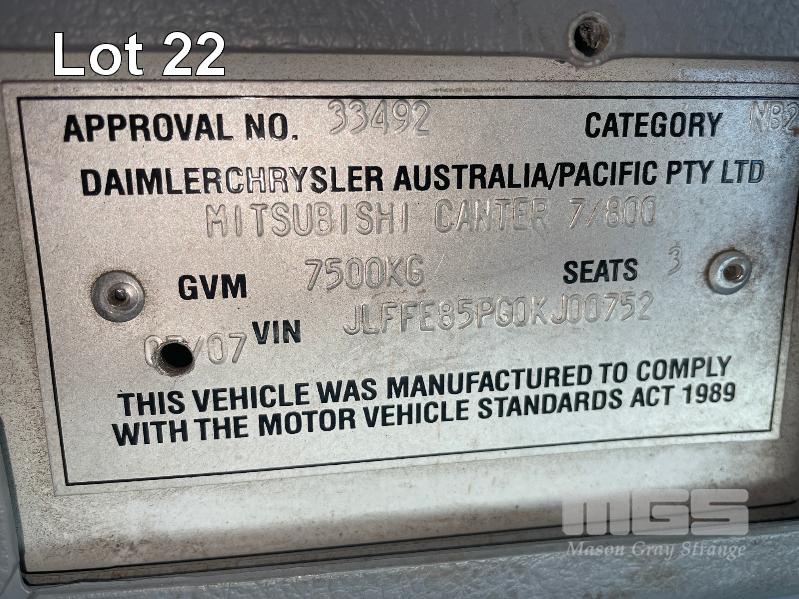 Lot 22
APPROVAL NO. 33492 CATEGORY NB2
DAIMLERCHRYSLER AUSTRALIA/PACIFIC PTY LTD
MITSUBISHI CANTER 7/800
GVM 7500KG SEATS 3
/07 VIN JLFFE85PG0KJ00752
THIS VEHICLE WAS MANUFACTURED TO COMPLY
WITH THE MOTOR VEHICLE STANDARDS ACT 1989
MGS
Mason Gray Strange